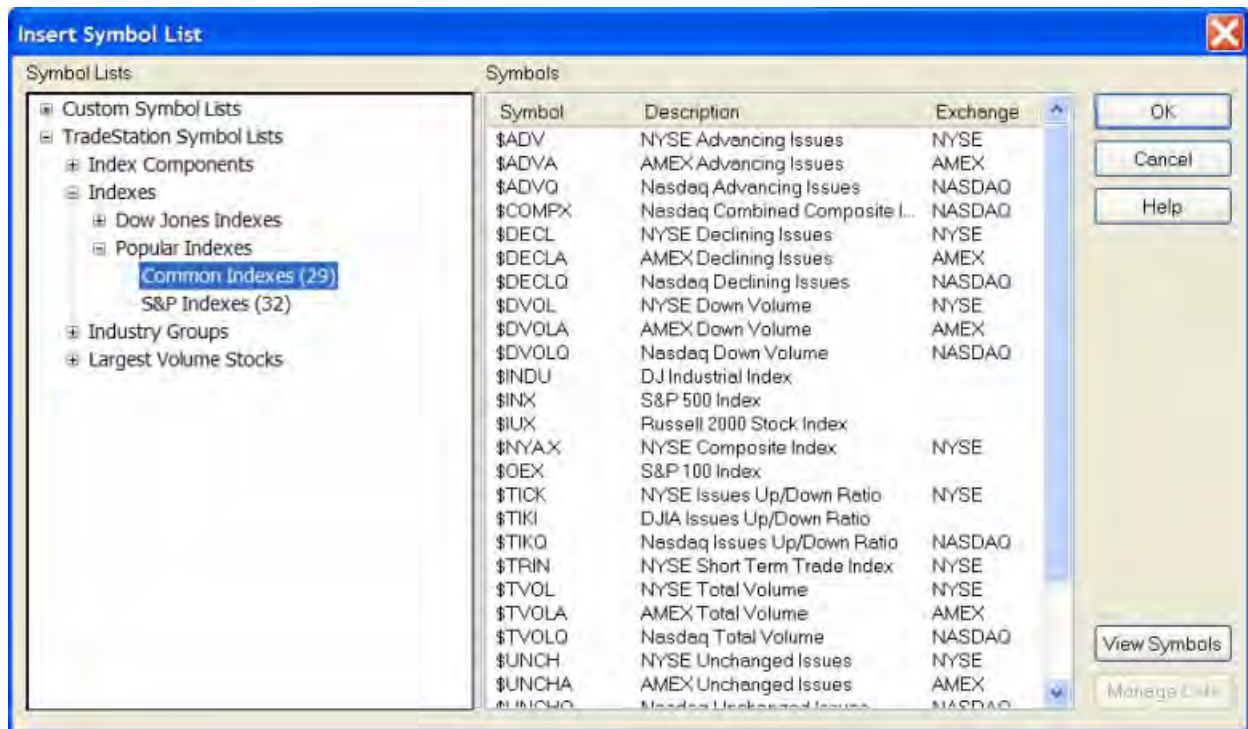 Insert Symbol List
Symbol Lists
Custom Symbol Lists
TradeStation Symbol Lists
Index Components
Indexes
Dow Jones Indexes
Popular Indexes
Common Indexes (29)
S&P Indexes (32)
Industry Groups
Largest Volume Stocks
Symbols
Symbol Description Exchange
$ADV NYSE Advancing Issues NYSE
$ADVA AMEX Advancing Issues AMEX
$ADVQ Nasdaq Advancing Issues NASDAQ
$COMPX Nasdaq Combined Composite I... NASDAQ
$DECL NYSE Declining Issues NYSE
$DECLA AMEX Declining Issues AMEX
$DECLQ Nasdaq Declining Issues NASDAQ
$DVOL NYSE Down Volume NYSE
$DVOLA AMEX Down Volume AMEX
$DVOLQ Nasdaq Down Volume NASDAQ
$INDU DJ Industrial Index
$INX S&P 500 Index
$IUX Russell 2000 Stock Index
$NYA.X NYSE Composite Index NYSE
$OEX S&P 100 Index
$TICK NYSE Issues Up/Down Ratio NYSE
$TIKI DJIA Issues Up/Down Ratio
$TIKQ Nasdaq Issues Up/Down Ratio NASDAQ
$TRIN NYSE Short Term Trade Index NYSE
$TVOL NYSE Total Volume NYSE
$TVOLA AMEX Total Volume AMEX
$TVOLQ Nasdaq Total Volume NASDAQ
$UNCH NYSE Unchanged Issues NYSE
$UNCHA AMEX Unchanged Issues AMEX
$UNCHQ Nasdaq Unchanged Issues NASDAQ
OK
Cancel
Help
View Symbols
Manage Lists